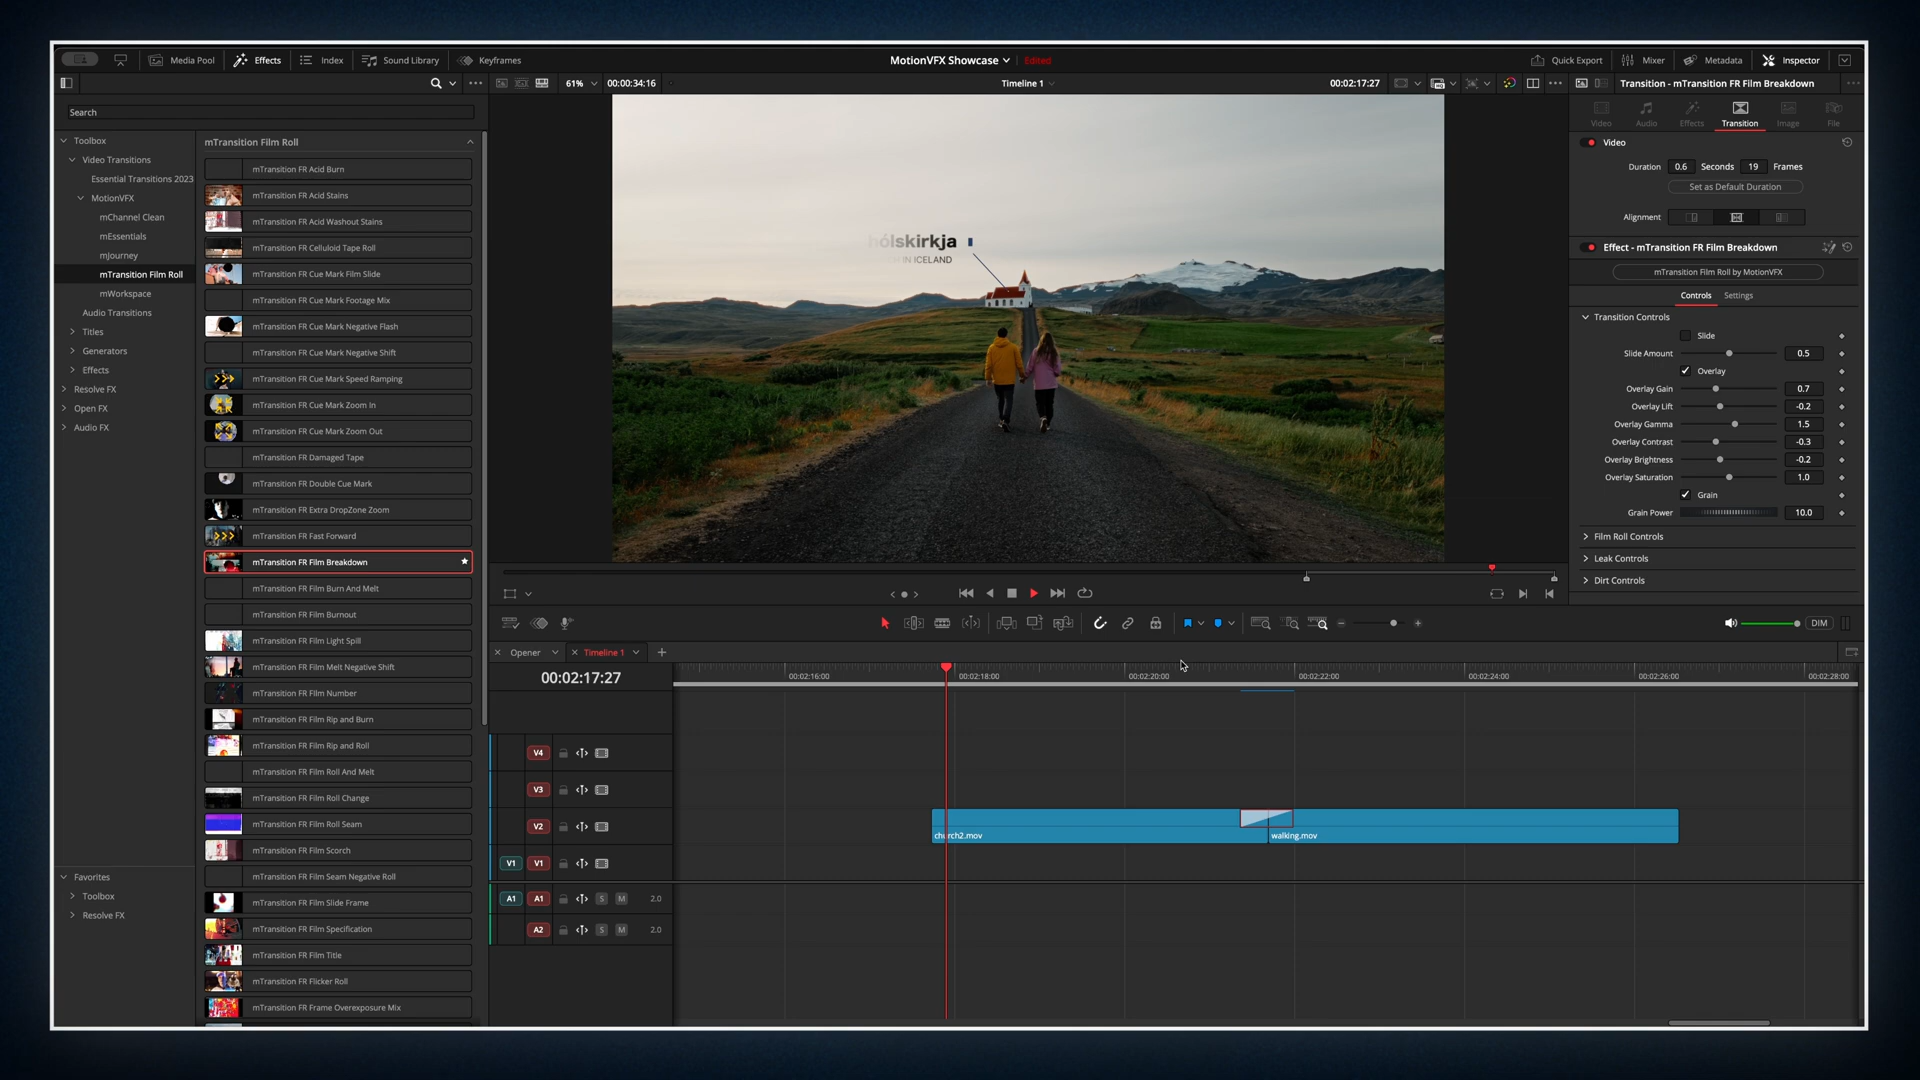 Media Pool
Effects
Index
Sound Library
Keyframes
MotionVFX Showcase
Edited
Quick Export
Mixer
Metadata
Inspector
61%
00:00:34:16
Timeline 1
00:02:17:27
Transition - mTransition FR Film Breakdown
Search
Toolbox
Video Transitions
Essential Transitions 2023
MotionVFX
mChannel Clean
mEssentials
mJourney
mTransition Film Roll
mWorkspace
Audio Transitions
Titles
Generators
Effects
Resolve FX
Open FX
Audio FX
Favorites
Toolbox
Resolve FX
mTransition Film Roll
mTransition FR Acid Burn
mTransition FR Acid Stains
mTransition FR Acid Washout Stains
mTransition FR Celluloid Tape Roll
mTransition FR Cue Mark Film Slide
mTransition FR Cue Mark Footage Mix
mTransition FR Cue Mark Negative Flash
mTransition FR Cue Mark Negative Shift
mTransition FR Cue Mark Speed Ramping
mTransition FR Cue Mark Zoom In
mTransition FR Cue Mark Zoom Out
mTransition FR Damaged Tape
mTransition FR Double Cue Mark
mTransition FR Extra DropZone Zoom
mTransition FR Fast Forward
mTransition FR Film Breakdown
mTransition FR Film Burn And Melt
mTransition FR Film Burnout
mTransition FR Film Light Spill
mTransition FR Film Melt Negative Shift
mTransition FR Film Number
mTransition FR Film Rip and Burn
mTransition FR Film Rip and Roll
mTransition FR Film Roll And Melt
mTransition FR Film Roll Change
mTransition FR Film Roll Seam
mTransition FR Film Scorch
mTransition FR Film Seam Negative Roll
mTransition FR Film Slide Frame
mTransition FR Film Specification
mTransition FR Film Title
mTransition FR Flicker Roll
mTransition FR Frame Overexposure Mix
hólskirkja
CH IN ICELAND
Video
Audio
Effects
Transition
Image
File
Video
Duration 0.6 Seconds 19 Frames
Set as Default Duration
Alignment
Effect - mTransition FR Film Breakdown
mTransition Film Roll by MotionVFX
Controls
Settings
Transition Controls
Slide
Slide Amount 0.5
Overlay
Overlay Gain 0.7
Overlay Lift -0.2
Overlay Gamma 1.5
Overlay Contrast -0.3
Overlay Brightness -0.2
Overlay Saturation 1.0
Grain
Grain Power 10.0
Film Roll Controls
Leak Controls
Dirt Controls
DIM
Opener
Timeline 1
00:02:17:27
00:02:16:00
00:02:18:00
00:02:20:00
00:02:22:00
00:02:24:00
00:02:26:00
00:02:28:00
V4
V3
V2
church2.mov
walking.mov
V1 V1
A1 A1 S M 2.0
A2 S M 2.0